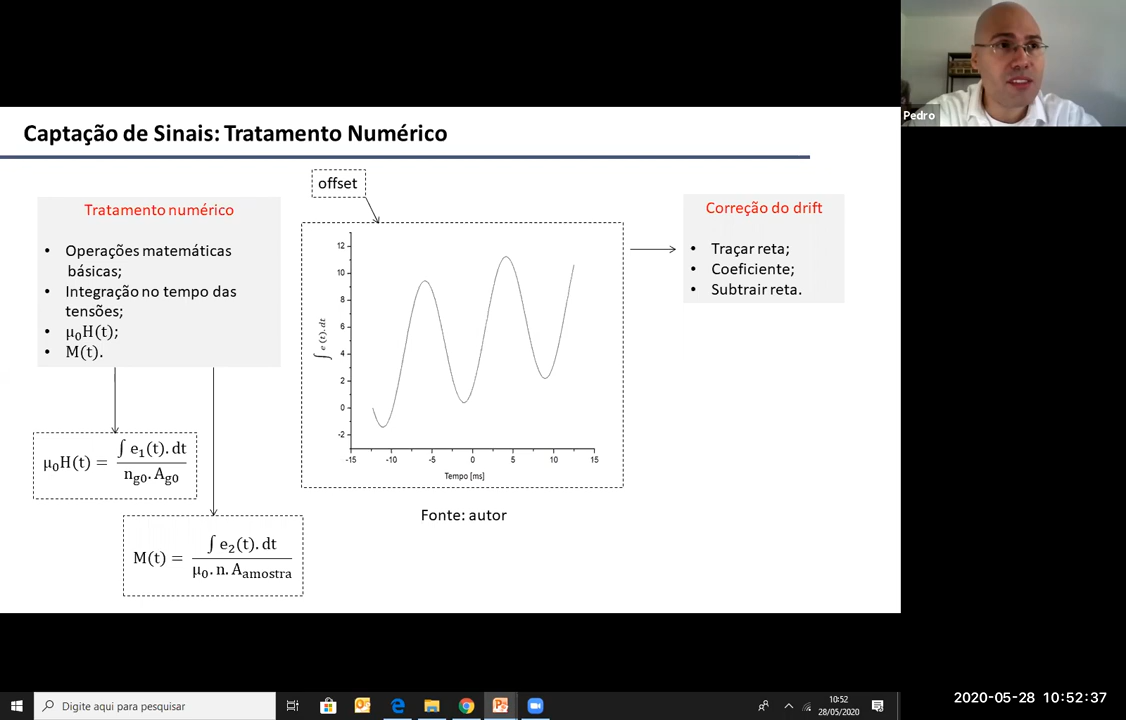 Pedro
Captação de Sinais: Tratamento Numérico
offset
Tratamento numérico
• Operações matemáticas
básicas;
• Integração no tempo das
tensões;
• μ₀H(t);
• M(t).
μ₀H(t) = ∫ e₁(t). dt / n_g0. A_g0
M(t) = ∫ e₂(t). dt / μ₀. n. A_amostra
∫ e (t). dt
12
10
8
6
4
2
0
-2
-15 -10 -5 0 5 10 15
Tempo [ms]
Fonte: autor
Correção do drift
• Traçar reta;
• Coeficiente;
• Subtrair reta.
Digite aqui para pesquisar
10:52
28/05/2020
2020-05-28 10:52:37